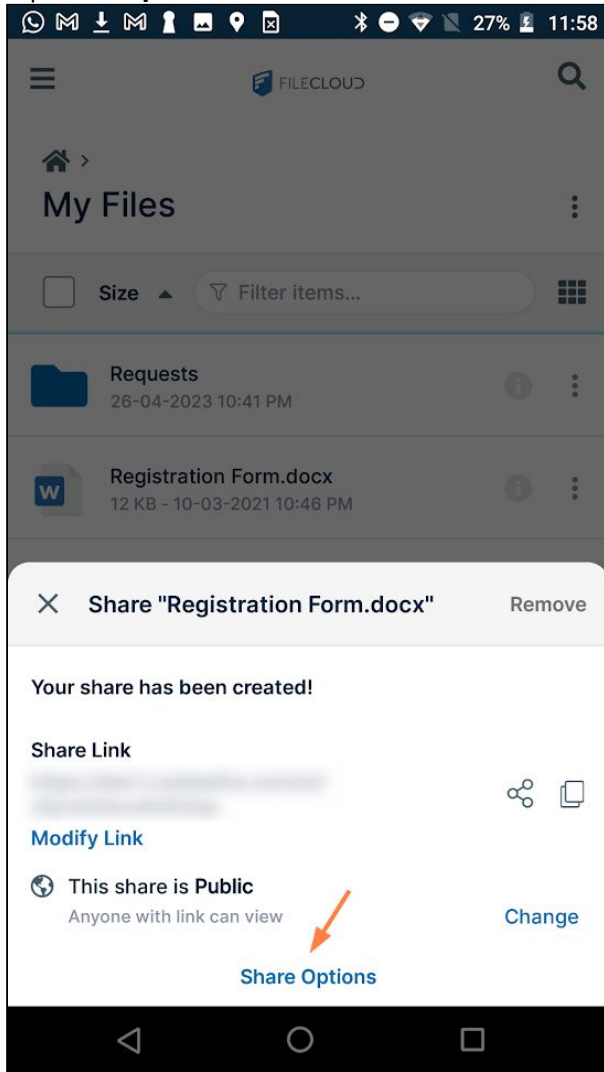 27% 11:58
FILECLOUD
My Files
Size Filter items...
Requests
26-04-2023 10:41 PM
W Registration Form.docx
12 KB - 10-03-2021 10:46 PM
Share "Registration Form.docx" Remove
Your share has been created!
Share Link
Modify Link
This share is Public
Anyone with link can view Change
Share Options